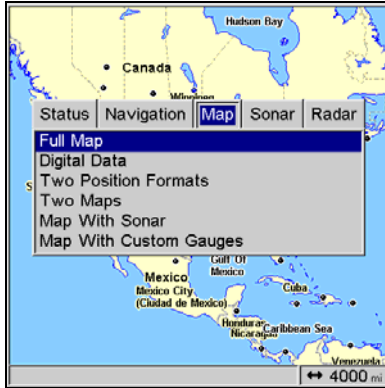 Hudson Bay
Canada
Winnipeg
Status Navigation Map Sonar Radar
Full Map
Digital Data
Two Position Formats
Two Maps
Map With Sonar
Map With Custom Gauges
Gulf Of
Mexico
Mexico
Mexico City
(Ciudad de Mexico)
Cuba
Honduras
Caribbean Sea
Nicaragua
Venezuela
↔ 4000 mi